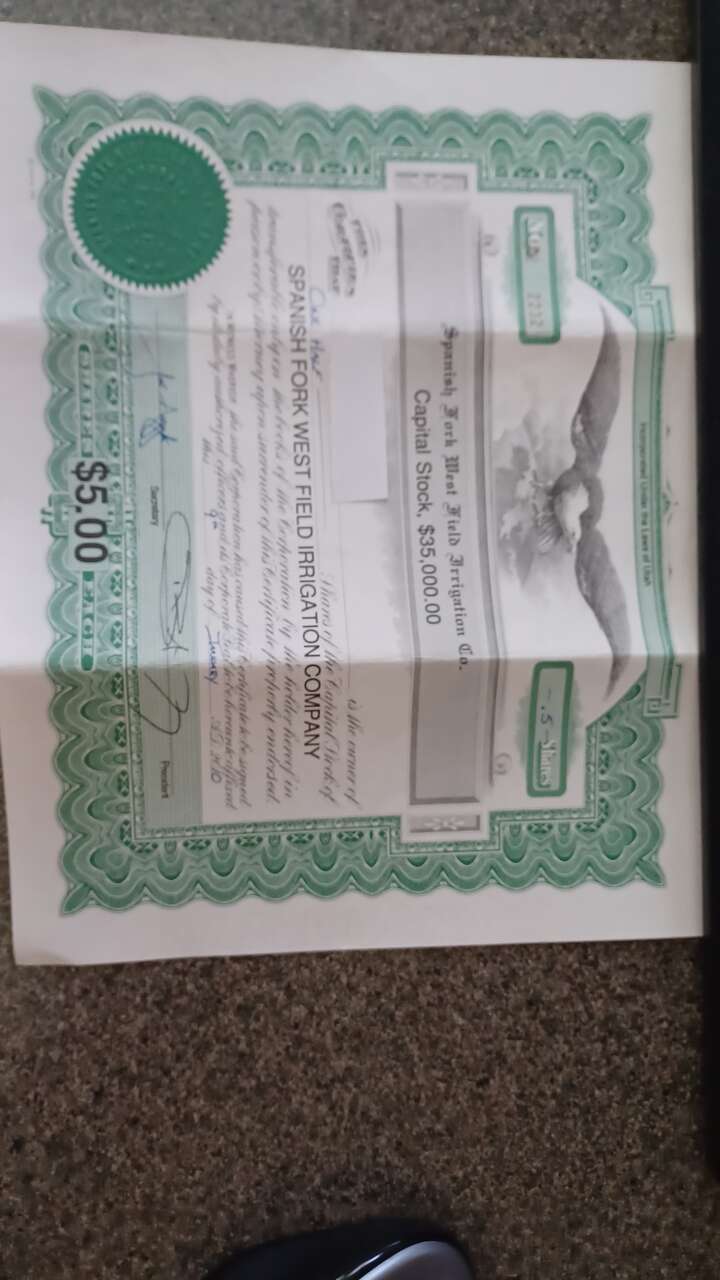 Incorporated Under the Laws of Utah
No. 2232
- .5 - Shares
Spanish Fork West Field Irrigation Co.
Capital Stock, $35,000.00
This
Certifies
that
is the owner of
One Half
Shares of the Capital Stock of
SPANISH FORK WEST FIELD IRRIGATION COMPANY
transferable only on the books of the Corporation by the holder hereof in
person or by Attorney upon surrender of this Certificate properly endorsed.
In Witness Whereof, the said Corporation has caused this Certificate to be signed
by its duly authorized officers and its Corporate Seal to be hereunto affixed
this 9th day of A.D. 2010
Secretary
President
$5.00
EACH